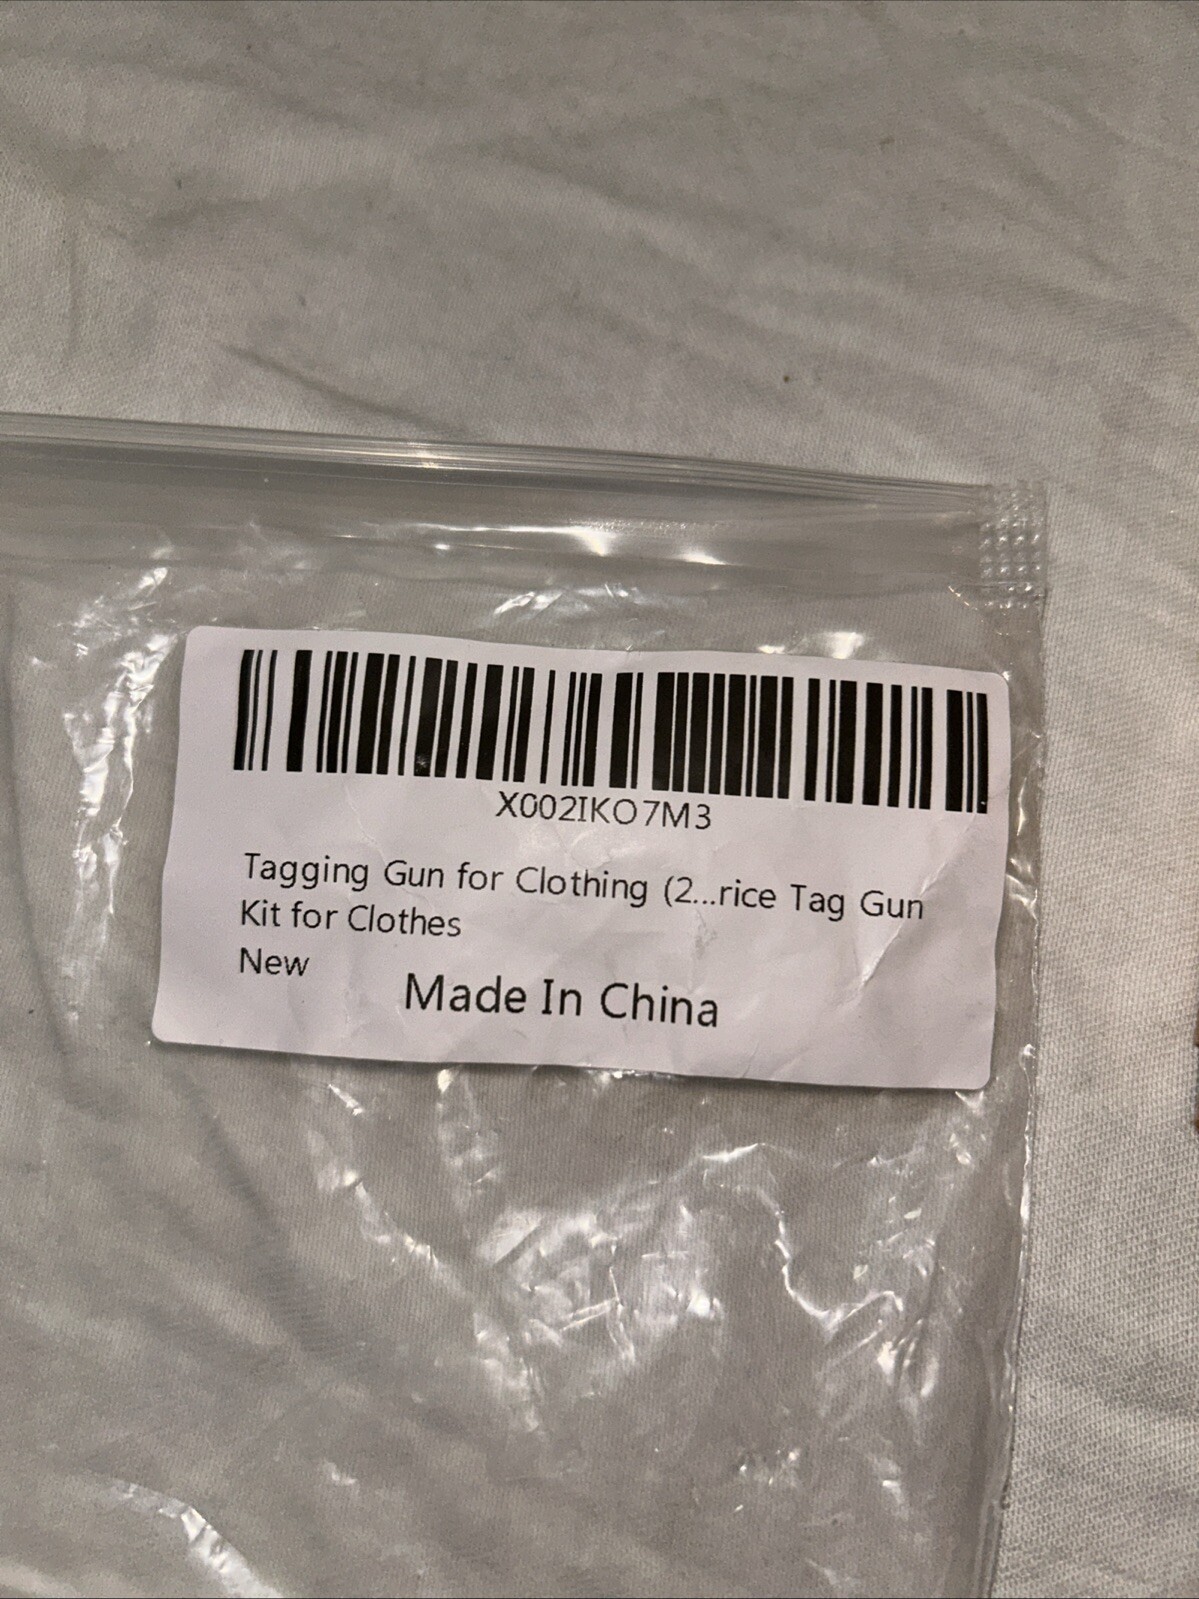 X002IKO7M3
Tagging Gun for Clothing (2...rice Tag Gun
Kit for Clothes
New
Made In China